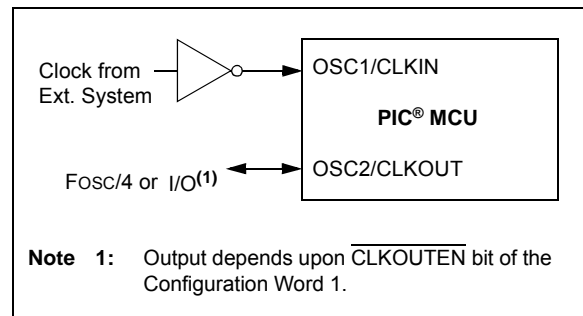 Clock from
Ext. System
OSC1/CLKIN
PIC® MCU
FOSC/4 or I/O(1)
OSC2/CLKOUT
Note 1: Output depends upon CLKOUTEN bit of the
Configuration Word 1.